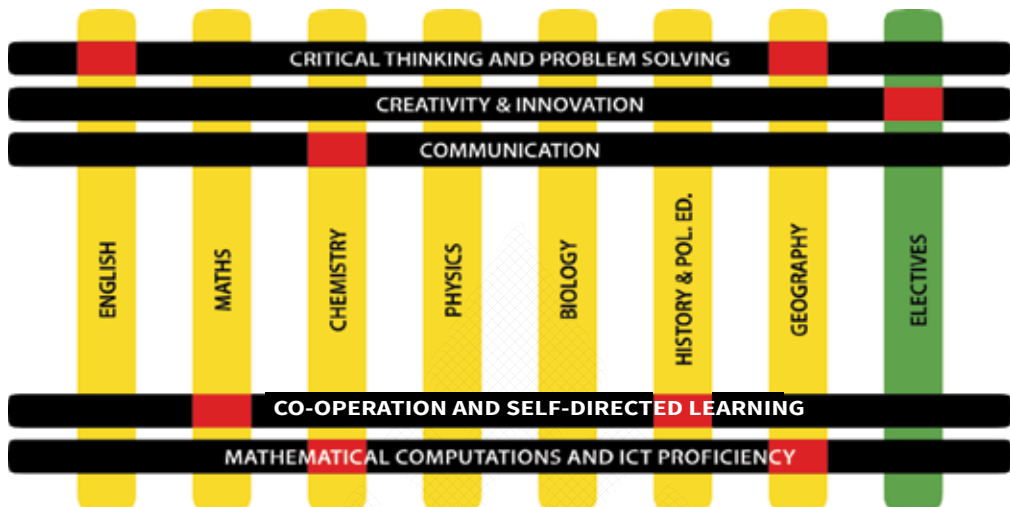 CRITICAL THINKING AND PROBLEM SOLVING
CREATIVITY & INNOVATION
COMMUNICATION
ENGLISH
MATHS
CHEMISTRY
PHYSICS
BIOLOGY
HISTORY & POL. ED.
GEOGRAPHY
ELECTIVES
CO-OPERATION AND SELF-DIRECTED LEARNING
MATHEMATICAL COMPUTATIONS AND ICT PROFICIENCY